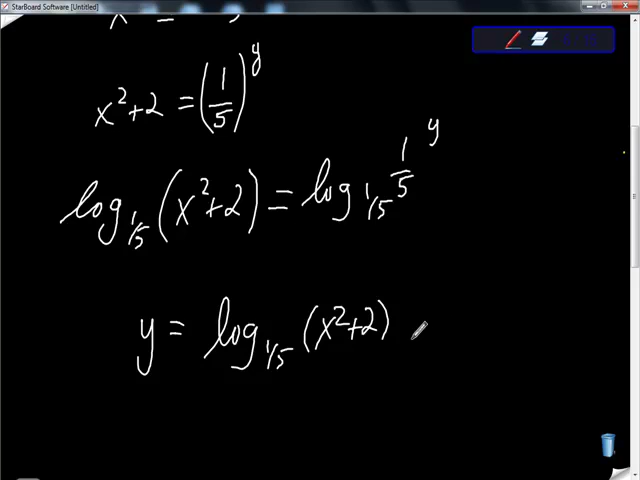 StarBoard Software [Untitled]
x² + 2 = (1/5)^y
log_{1/5}(x²+2) = log_{1/5} 1/5^y
y = log_{1/5}(x²+2)